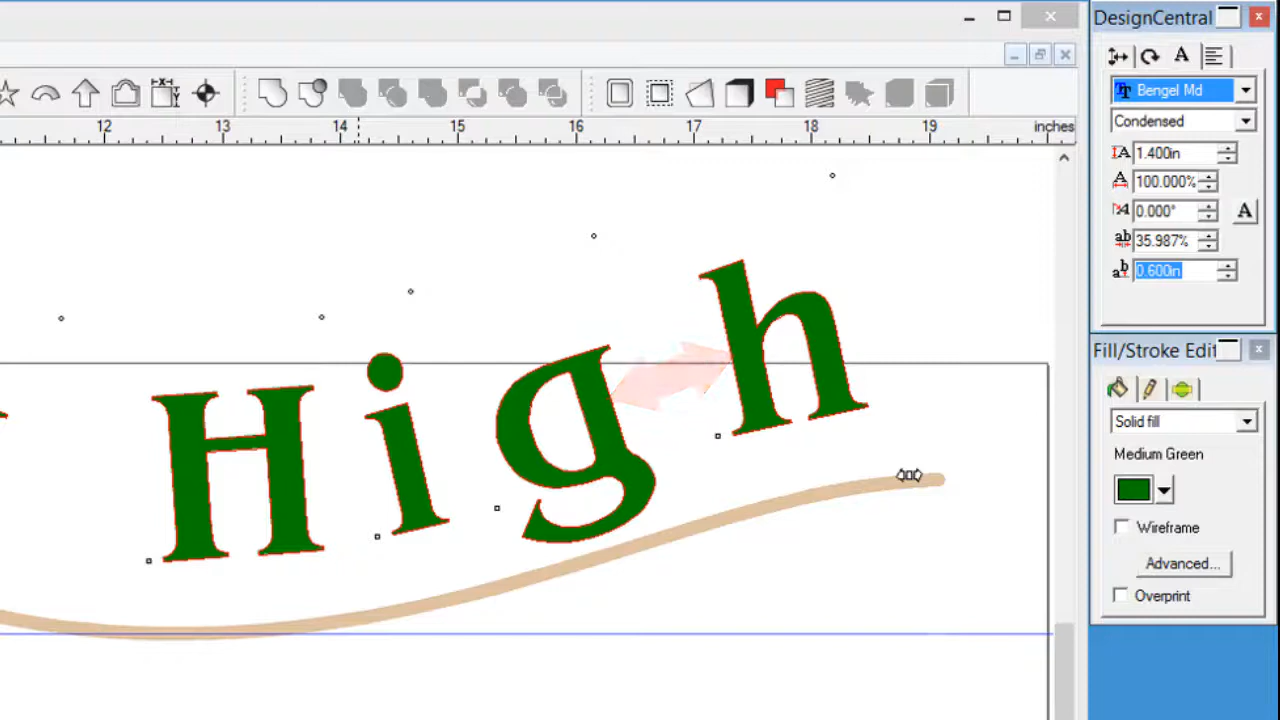 DesignCentral
Bengel Md
Condensed
12 13 14 15 16 17 18 19 inches
1.400in
100.000%
0.000°
35.987%
0.600in
High
Fill/Stroke Edit
Solid fill
Medium Green
Wireframe
Advanced...
Overprint